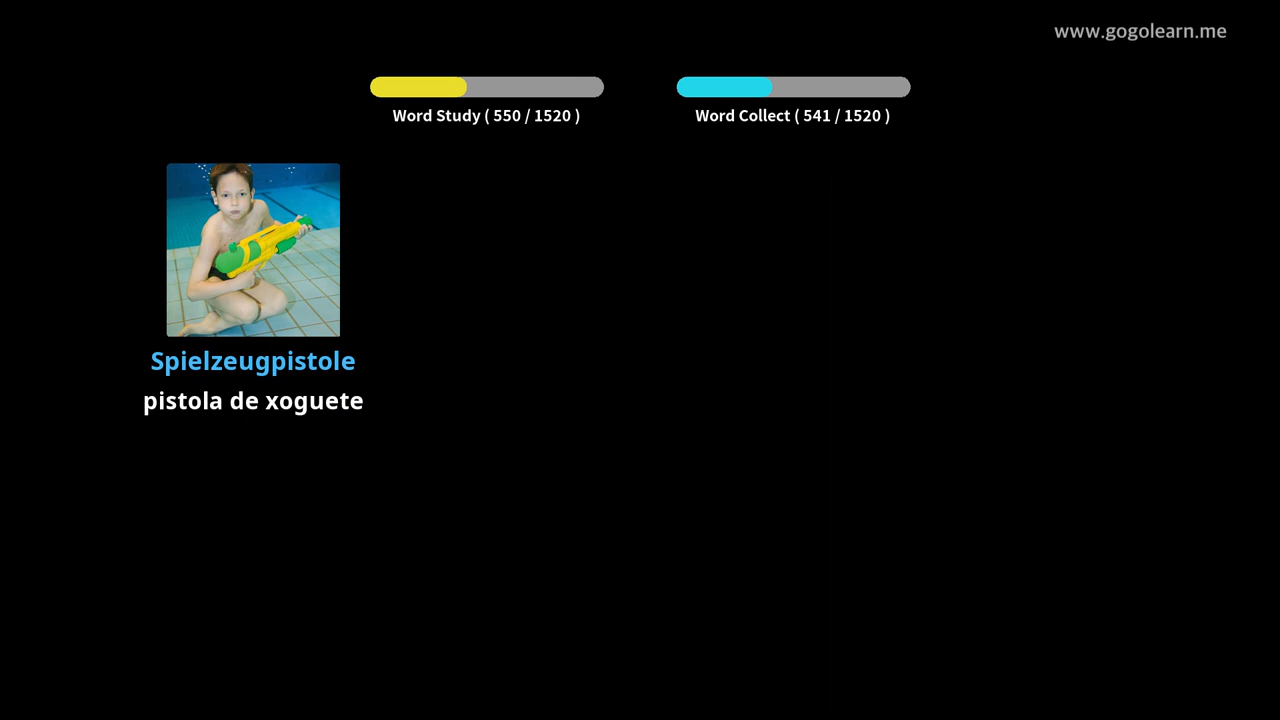 www.gogolearn.me
Word Study ( 550 / 1520 )
Word Collect ( 541 / 1520 )
Spielzeugpistole
pistola de xoguete